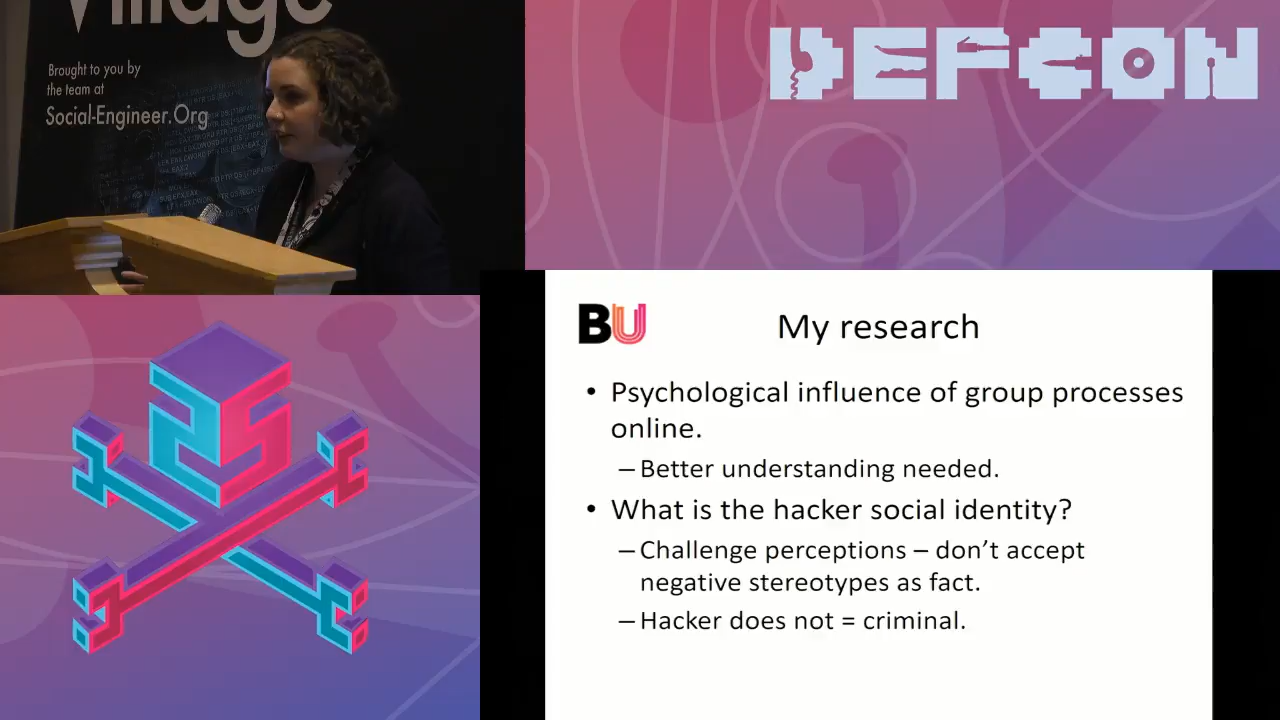 Village
Brought to you by
the team at
Social-Engineer.Org
DEFCON
25
BU
My research
• Psychological influence of group processes
online.
– Better understanding needed.
• What is the hacker social identity?
– Challenge perceptions – don’t accept
negative stereotypes as fact.
– Hacker does not = criminal.